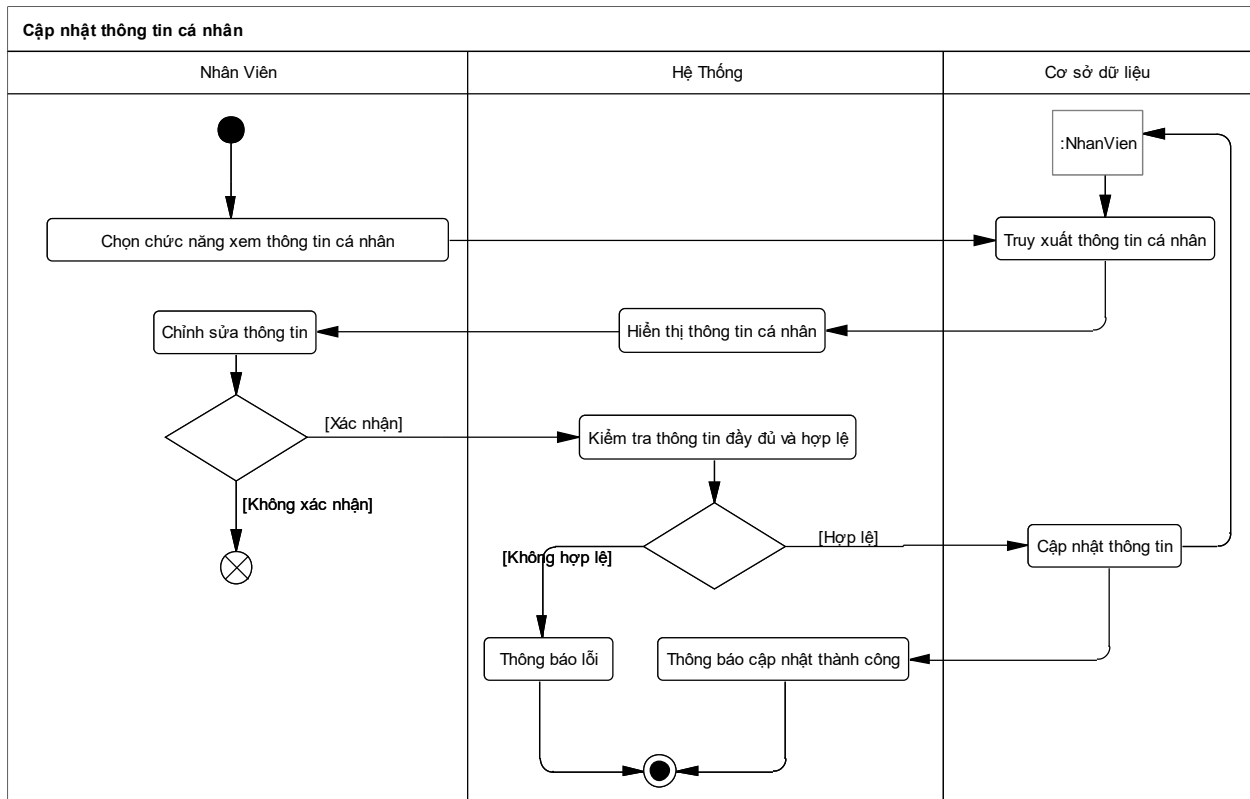 Cập nhật thông tin cá nhân
Nhân Viên
Hệ Thống
Cơ sở dữ liệu
:NhanVien
Chọn chức năng xem thông tin cá nhân
Truy xuất thông tin cá nhân
Chỉnh sửa thông tin
Hiển thị thông tin cá nhân
[Xác nhận]
Kiểm tra thông tin đầy đủ và hợp lệ
[Không xác nhận]
[Không hợp lệ]
[Hợp lệ]
Cập nhật thông tin
Thông báo lỗi
Thông báo cập nhật thành công